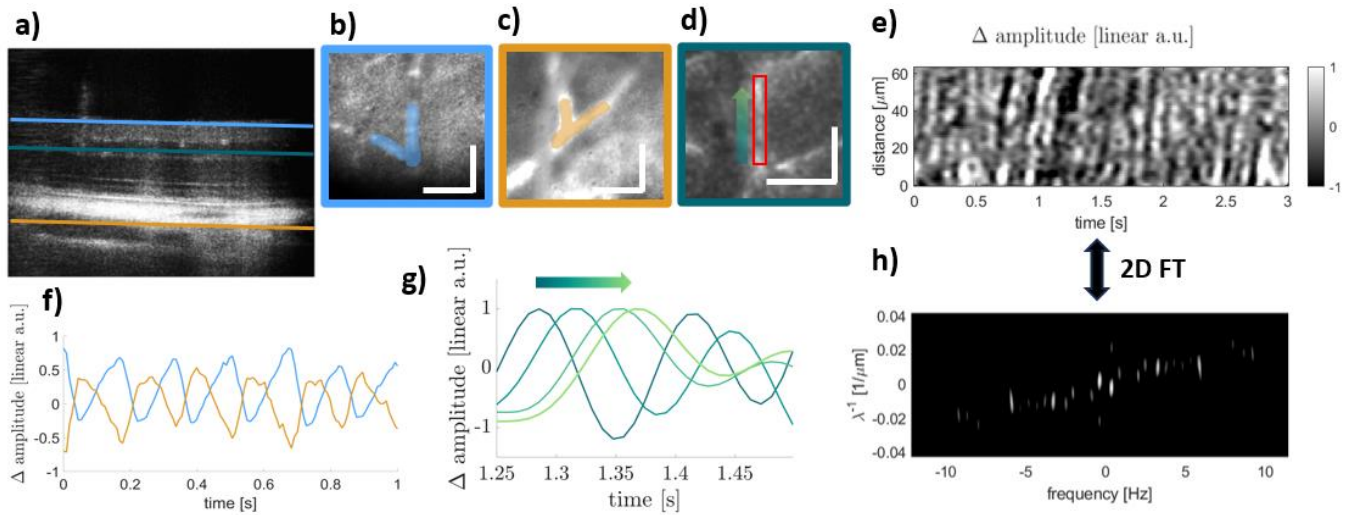 a)
b)
c)
d)
e)
Δ amplitude [linear a.u.]
distance [μm]
60
40
20
0
0 0.5 1 1.5 2 2.5 3
time [s]
1
0
-1
2D FT
f)
Δ amplitude [linear a.u.]
1
0.5
0
-0.5
-1
0 0.2 0.4 0.6 0.8 1
time [s]
g)
Δ amplitude [linear a.u.]
1
0
-1
1.25 1.3 1.35 1.4 1.45
time [s]
h)
λ-1 [1/μm]
0.04
0.02
0
-0.02
-0.04
-10 -5 0 5 10
frequency [Hz]